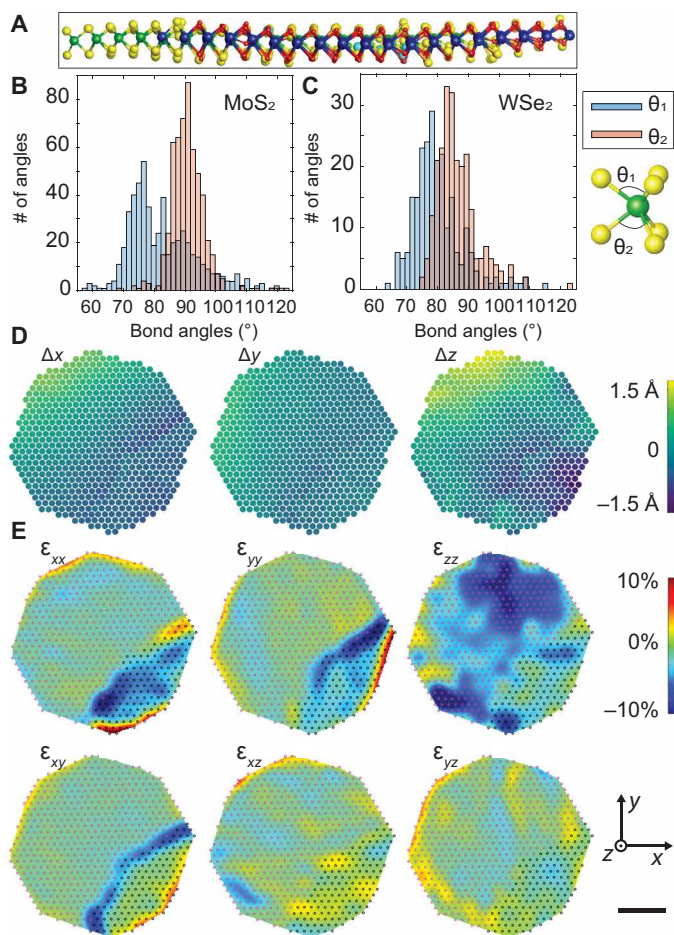 A
B
MoS₂
80
60
40
20
0
# of angles
60 70 80 90 100 110 120
Bond angles (°)
C
WSe₂
30
20
10
0
# of angles
60 70 80 90 100 110 120
Bond angles (°)
θ₁
θ₂
θ₁
θ₂
D
Δx
Δy
Δz
1.5 Å
0
–1.5 Å
E
εxx
εyy
εzz
10%
0%
–10%
εxy
εxz
εyz
y
z
x